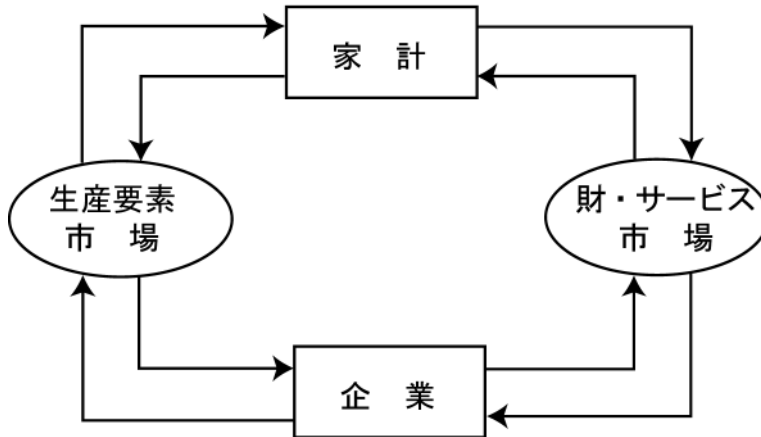 家　計
生産要素
市　場
財・サービス
市　場
企　業